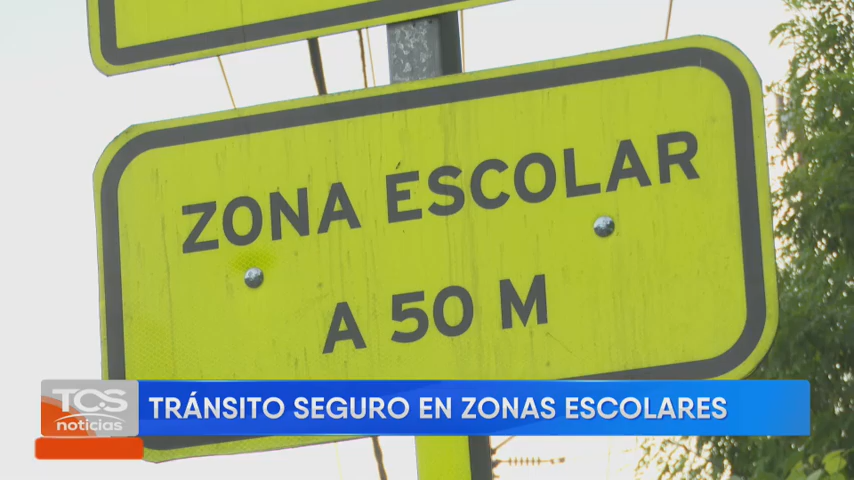 ZONA ESCOLAR
A 50 M
TCS
noticias
TRÁNSITO SEGURO EN ZONAS ESCOLARES